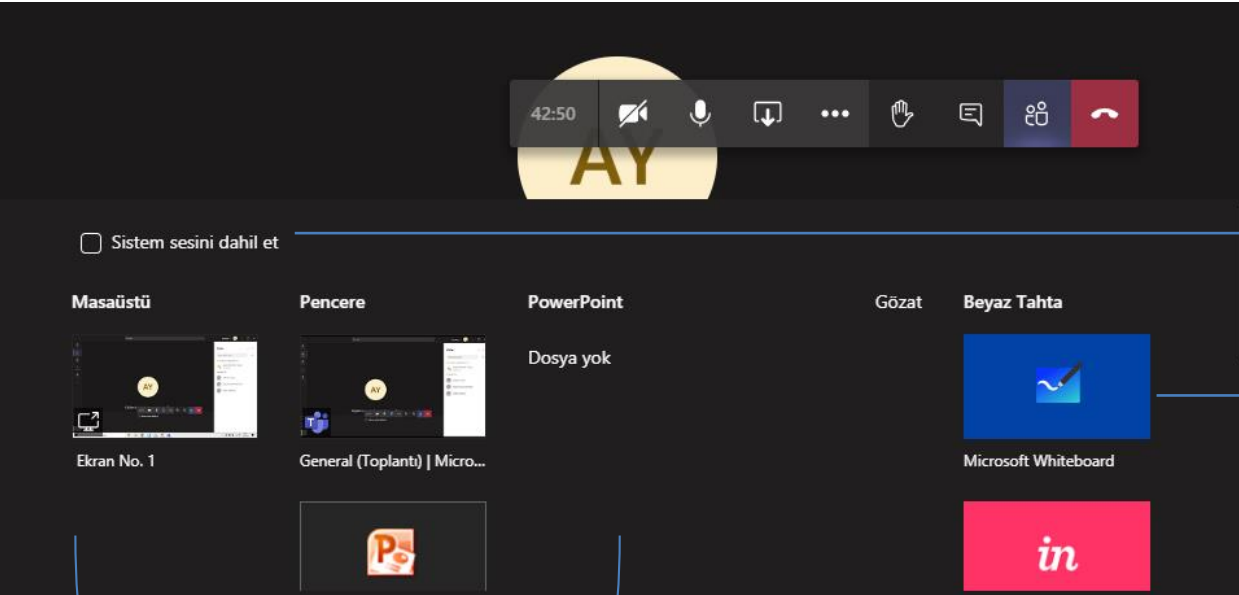 42:50
AY
Sistem sesini dahil et
Masaüstü
Pencere
PowerPoint
Gözat
Beyaz Tahta
AY
AY
Dosya yok
Ekran No. 1
General (Toplantı) | Micro...
Microsoft Whiteboard
in